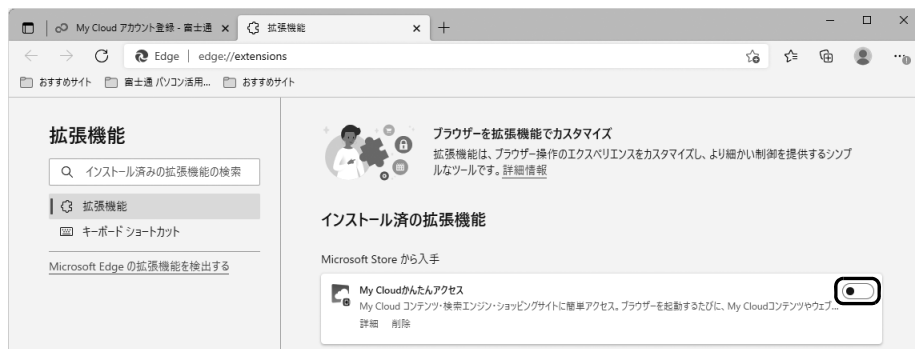 My Cloud アカウント登録 - 富士通
拡張機能
Edge | edge://extensions
おすすめサイト 富士通 パソコン活用... おすすめサイト
拡張機能
インストール済みの拡張機能の検索
拡張機能
キーボード ショートカット
Microsoft Edge の拡張機能を検出する
ブラウザーを拡張機能でカスタマイズ
拡張機能は、ブラウザー操作のエクスペリエンスをカスタマイズし、より細かい制御を提供するシンプ
ルなツールです。詳細情報
インストール済の拡張機能
Microsoft Store から入手
My Cloudかんたんアクセス
My Cloud コンテンツ・検索エンジン・ショッピングサイトに簡単アクセス。ブラウザーを起動するたびに、My Cloudコンテンツやウェブ...
詳細 削除